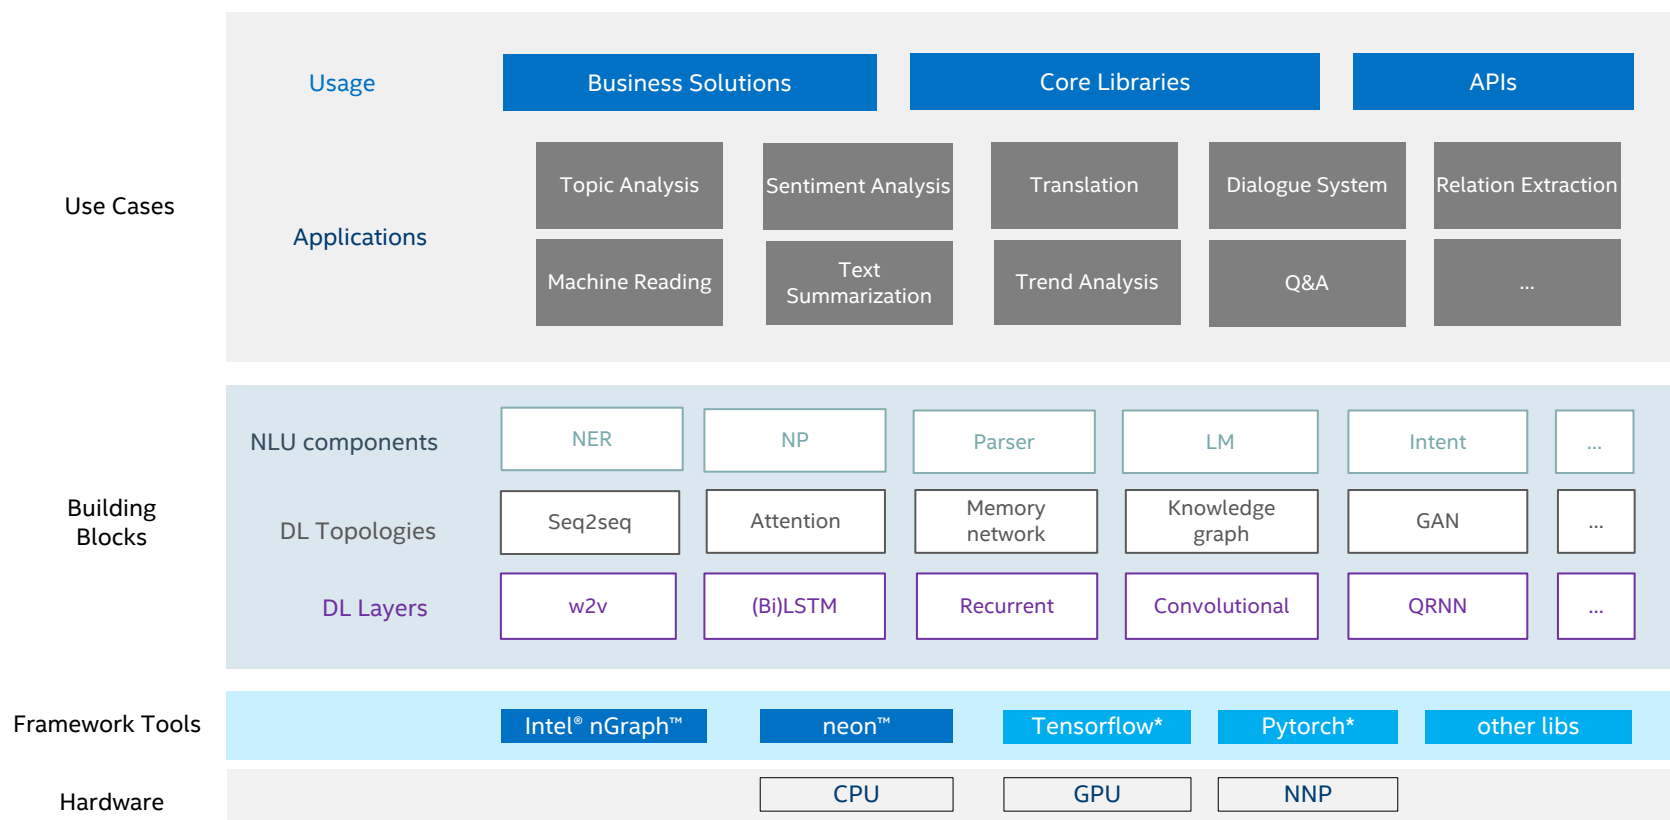 Use Cases
Usage
Business Solutions
Core Libraries
APIs
Applications
Topic Analysis
Sentiment Analysis
Translation
Dialogue System
Relation Extraction
Machine Reading
Text
Summarization
Trend Analysis
Q&A
...
Building
Blocks
NLU components
NER
NP
Parser
LM
Intent
...
DL Topologies
Seq2seq
Attention
Memory
network
Knowledge
graph
GAN
...
DL Layers
w2v
(Bi)LSTM
Recurrent
Convolutional
QRNN
...
Framework Tools
Intel® nGraph™
neon™
Tensorflow*
Pytorch*
other libs
Hardware
CPU
GPU
NNP